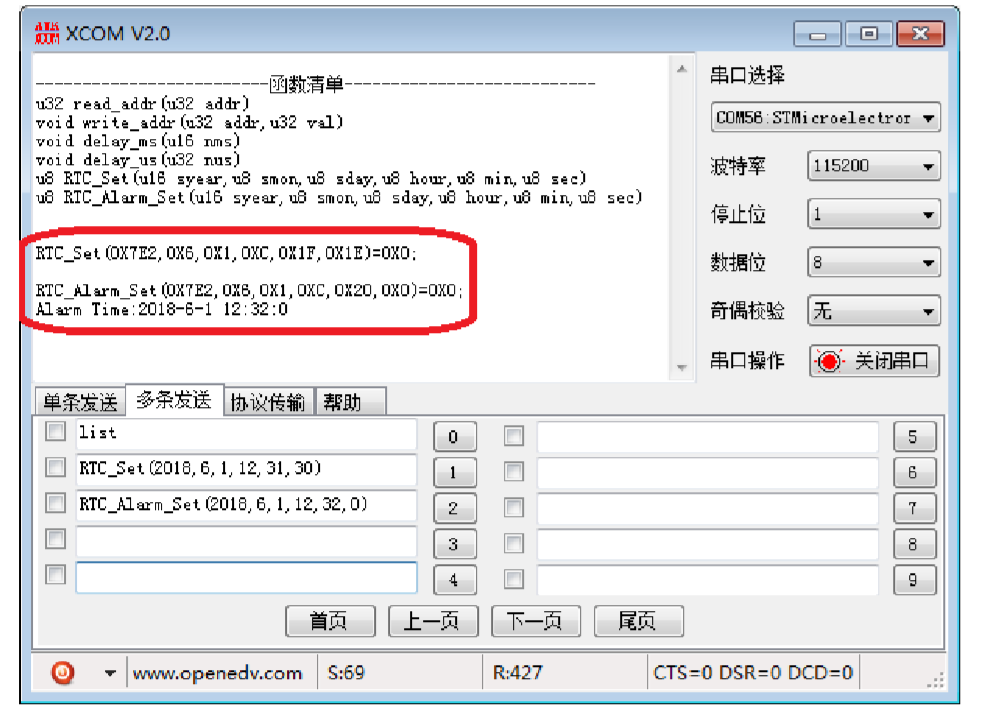 XCOM V2.0
-------------------------函数清单---------------------------
u32 read_addr(u32 addr)
void write_addr(u32 addr,u32 val)
void delay_ms(u16 nms)
void delay_us(u32 nus)
u8 RTC_Set(u16 syear,u8 smon,u8 sday,u8 hour,u8 min,u8 sec)
u8 RTC_Alarm_Set(u16 syear,u8 smon,u8 sday,u8 hour,u8 min,u8 sec)
RTC_Set(0X7E2,0X6,0X1,0XC,0X1F,0X1E)=0X0;
RTC_Alarm_Set(0X7E2,0X6,0X1,0XC,0X20,0X0)=0X0;
Alarm Time:2018-6-1 12:32:0
串口选择
COM56:STMicroelectror
波特率 115200
停止位 1
数据位 8
奇偶校验 无
串口操作 关闭串口
单条发送 多条发送 协议传输 帮助
list 0 5
RTC_Set(2018,6,1,12,31,30) 1 6
RTC_Alarm_Set(2018,6,1,12,32,0) 2 7
3 8
4 9
首页 上一页 下一页 尾页
www.openedv.com S:69 R:427 CTS=0 DSR=0 DCD=0